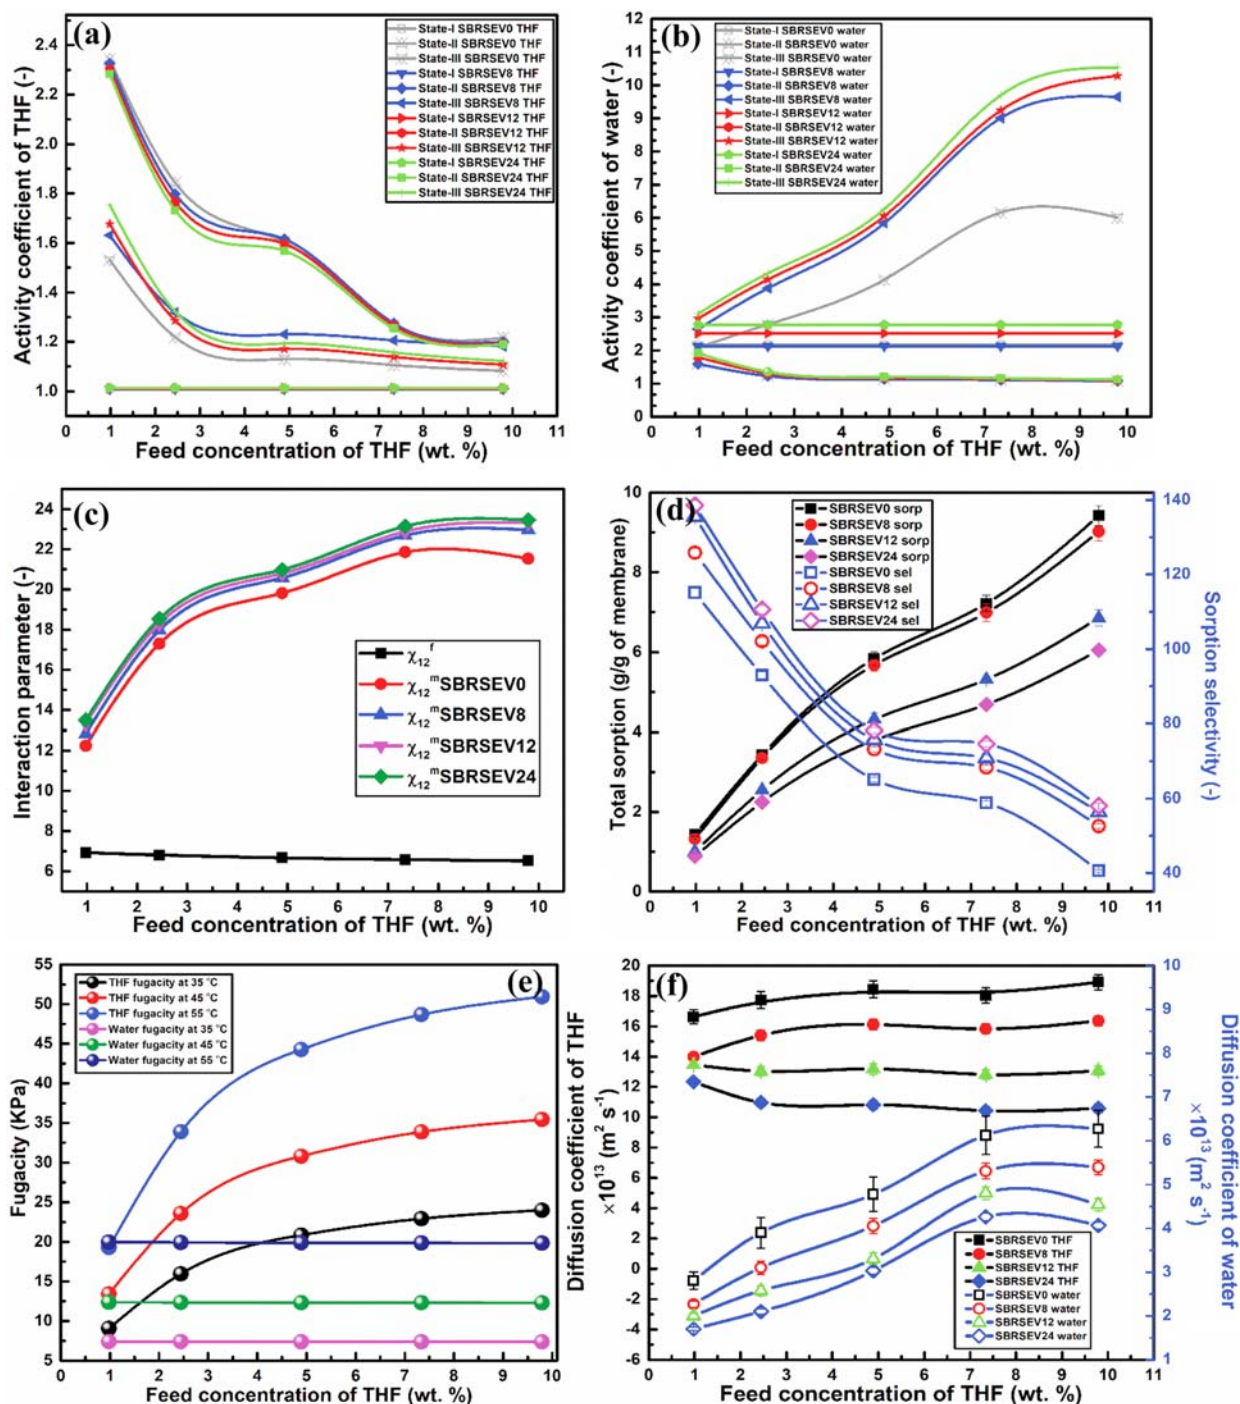 (a)
State-I SBRSEV0 THF
State-II SBRSEV0 THF
State-III SBRSEV0 THF
State-I SBRSEV8 THF
State-II SBRSEV8 THF
State-III SBRSEV8 THF
State-I SBRSEV12 THF
State-II SBRSEV12 THF
State-III SBRSEV12 THF
State-I SBRSEV24 THF
State-II SBRSEV24 THF
State-III SBRSEV24 THF
Activity coefficient of THF (-)
2.4
2.2
2.0
1.8
1.6
1.4
1.2
1.0
0 1 2 3 4 5 6 7 8 9 10 11
Feed concentration of THF (wt. %)
(b)
State-I SBRSEV0 water
State-II SBRSEV0 water
State-III SBRSEV0 water
State-I SBRSEV8 water
State-II SBRSEV8 water
State-III SBRSEV8 water
State-I SBRSEV12 water
State-II SBRSEV12 water
State-III SBRSEV12 water
State-I SBRSEV24 water
State-II SBRSEV24 water
State-III SBRSEV24 water
Activity coefficient of water (-)
12
11
10
9
8
7
6
5
4
3
2
1
0
0 1 2 3 4 5 6 7 8 9 10 11
Feed concentration of THF (wt. %)
(c)
Interaction parameter (-)
24
22
20
18
16
14
12
10
8
6
χ12f
χ12mSBRSEV0
χ12mSBRSEV8
χ12mSBRSEV12
χ12mSBRSEV24
1 2 3 4 5 6 7 8 9 10
Feed concentration of THF (wt. %)
(d)
SBRSEV0 sorp
SBRSEV8 sorp
SBRSEV12 sorp
SBRSEV24 sorp
SBRSEV0 sel
SBRSEV8 sel
SBRSEV12 sel
SBRSEV24 sel
Total sorption (g/g of membrane)
10
8
6
4
2
0
Sorption selectivity (-)
140
120
100
80
60
40
0 1 2 3 4 5 6 7 8 9 10 11
Feed concentration of THF (wt. %)
(e)
THF fugacity at 35 °C
THF fugacity at 45 °C
THF fugacity at 55 °C
Water fugacity at 35 °C
Water fugacity at 45 °C
Water fugacity at 55 °C
Fugacity (KPa)
55
50
45
40
35
30
25
20
15
10
5
0 1 2 3 4 5 6 7 8 9 10
Feed concentration of THF (wt. %)
(f)
Diffusion coefficient of THF
×10¹³ (m² s⁻¹)
20
18
16
14
12
10
8
6
4
2
0
-2
-4
-6
Diffusion coefficient of water
×10¹³ (m² s⁻¹)
10
9
8
7
6
5
4
3
2
1
SBRSEV0 THF
SBRSEV8 THF
SBRSEV12 THF
SBRSEV24 THF
SBRSEV0 water
SBRSEV8 water
SBRSEV12 water
SBRSEV24 water
0 1 2 3 4 5 6 7 8 9 10 11
Feed concentration of THF (wt. %)